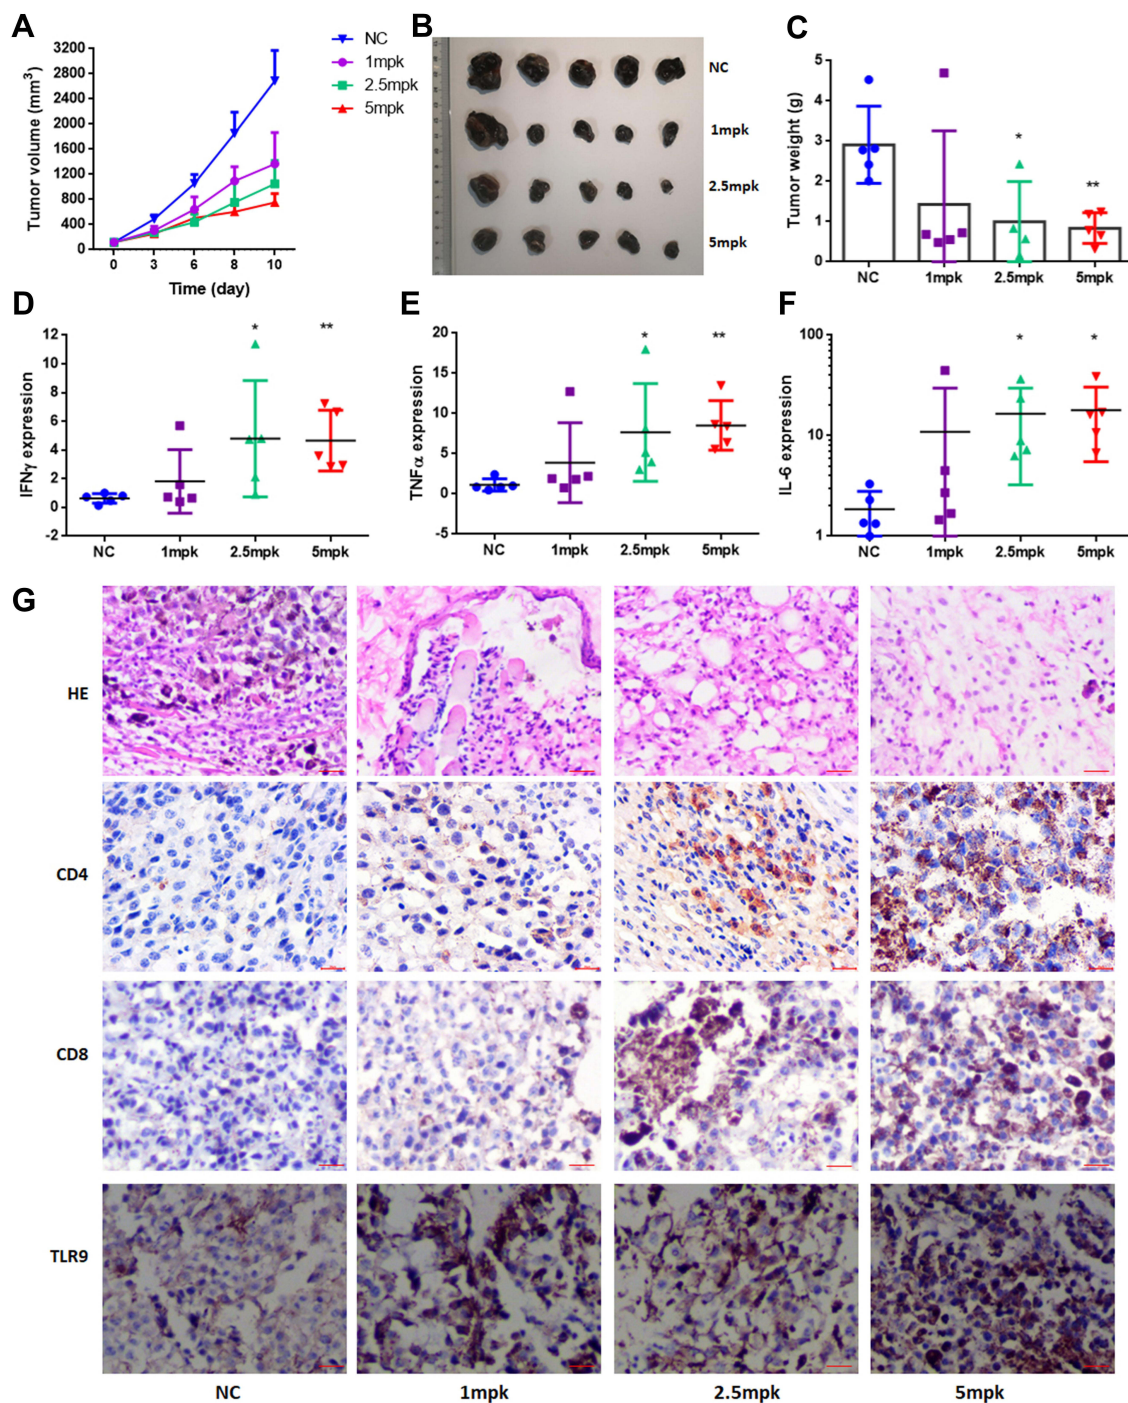 A
Tumor volume (mm3)
3200
2800
2400
2000
1600
1200
800
400
0
0 3 6 8 10
Time (day)
NC
1mpk
2.5mpk
5mpk
B
NC
1mpk
2.5mpk
5mpk
C
Tumor weight (g)
5
4
3
2
1
0
* **
NC 1mpk 2.5mpk 5mpk
D
IFNγ expression
12
10
8
6
4
2
0
-2
* **
NC 1mpk 2.5mpk 5mpk
E
TNFα expression
20
15
10
5
0
-5
* **
NC 1mpk 2.5mpk 5mpk
F
IL-6 expression
100
10
1
* *
NC 1mpk 2.5mpk 5mpk
G
HE
CD4
CD8
TLR9
NC 1mpk 2.5mpk 5mpk